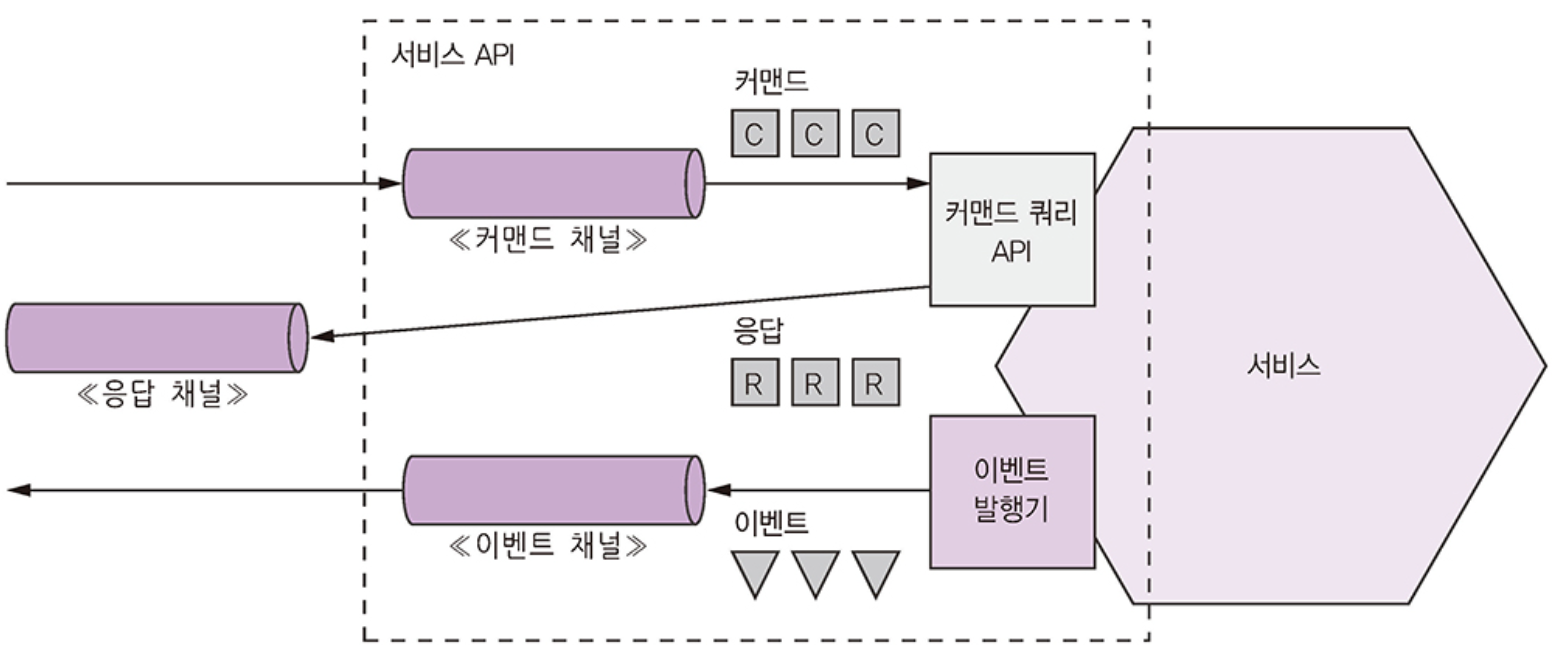 서비스 API
커맨드
C C C
커맨드 쿼리
API
≪커맨드 채널≫
응답
R R R
≪응답 채널≫
서비스
이벤트
발행기
이벤트
≪이벤트 채널≫